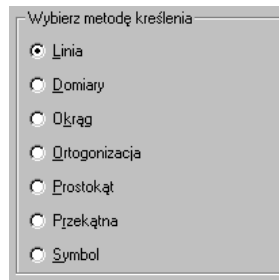 Wybierz metodę kreślenia
Linia
Domiary
Okrąg
Ortogonizacja
Prostokąt
Przekątna
Symbol